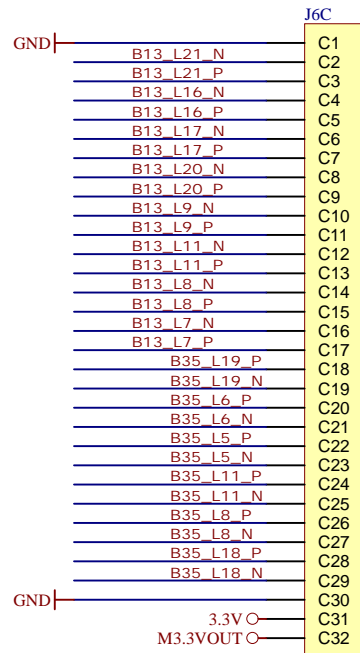 J6C
GND C1
B13_L21_N C2
B13_L21_P C3
B13_L16_N C4
B13_L16_P C5
B13_L17_N C6
B13_L17_P C7
B13_L20_N C8
B13_L20_P C9
B13_L9_N C10
B13_L9_P C11
B13_L11_N C12
B13_L11_P C13
B13_L8_N C14
B13_L8_P C15
B13_L7_N C16
B13_L7_P C17
B35_L19_P C18
B35_L19_N C19
B35_L6_P C20
B35_L6_N C21
B35_L5_P C22
B35_L5_N C23
B35_L11_P C24
B35_L11_N C25
B35_L8_P C26
B35_L8_N C27
B35_L18_P C28
B35_L18_N C29
GND C30
3.3V C31
M3.3VOUT C32